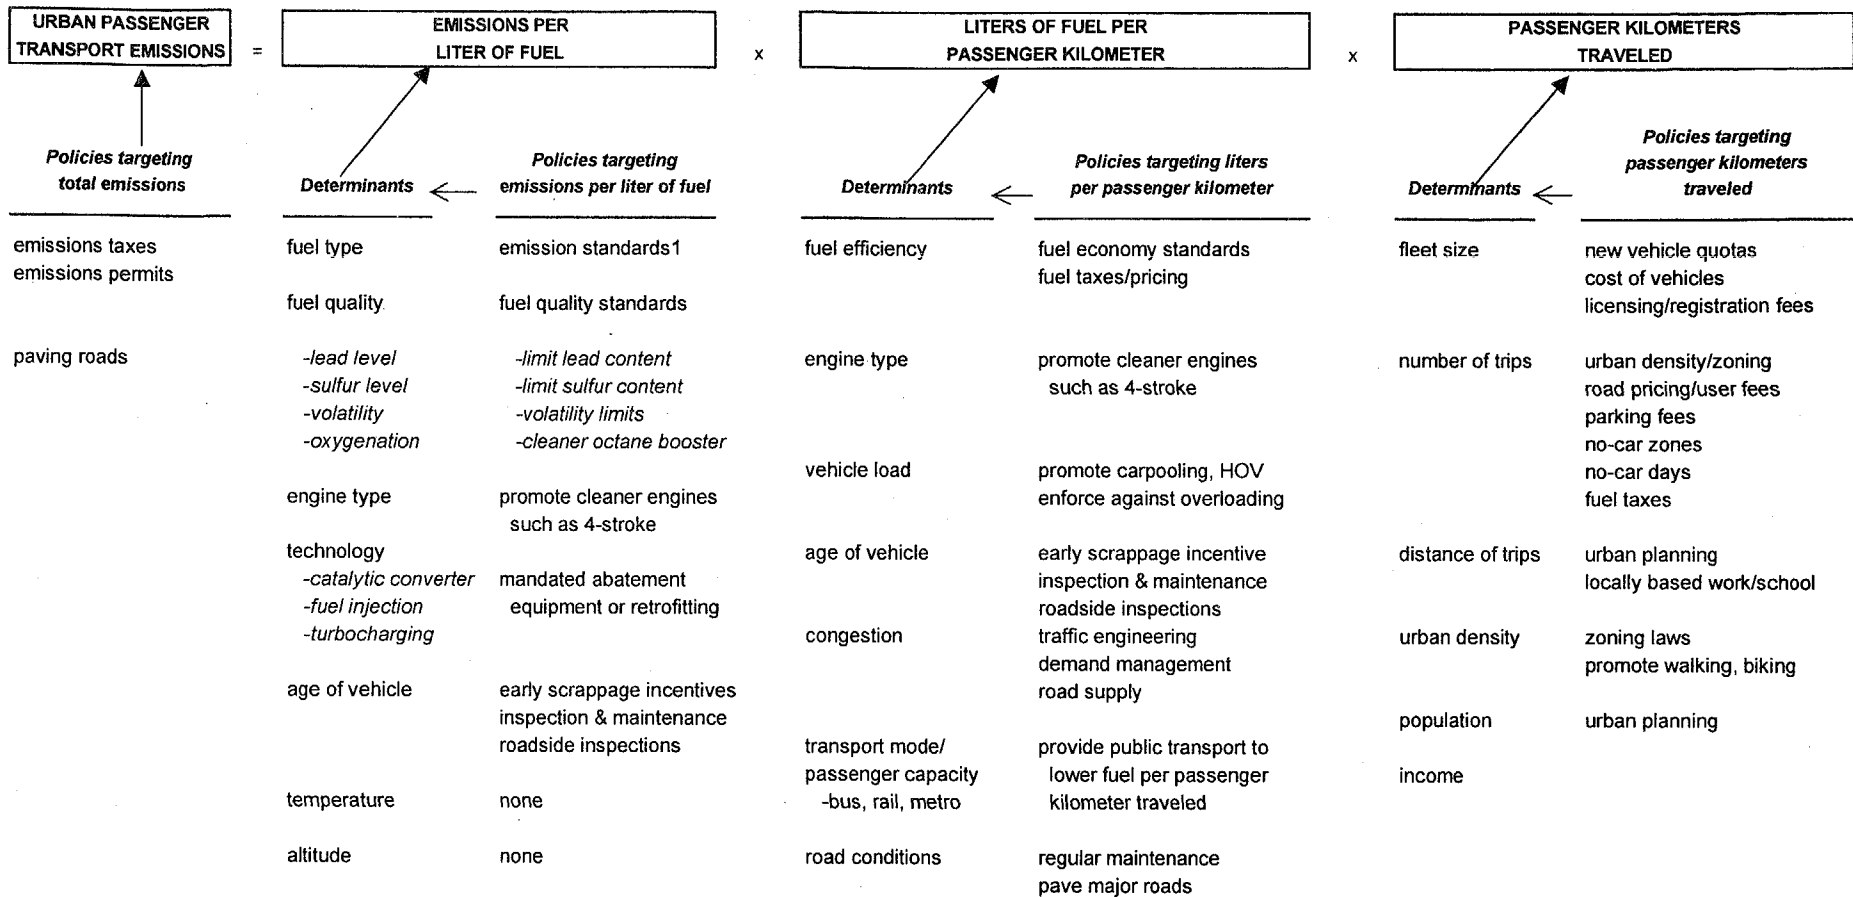 URBAN PASSENGER
TRANSPORT EMISSIONS
=
EMISSIONS PER
LITER OF FUEL
x
LITERS OF FUEL PER
PASSENGER KILOMETER
x
PASSENGER KILOMETERS
TRAVELED
Policies targeting
total emissions
emissions taxes
emissions permits
paving roads
Determinants
fuel type
fuel quality
-lead level
-sulfur level
-volatility
-oxygenation
engine type
technology
-catalytic converter
-fuel injection
-turbocharging
age of vehicle
temperature
altitude
Policies targeting
emissions per liter of fuel
emission standards1
fuel quality standards
-limit lead content
-limit sulfur content
-volatility limits
-cleaner octane booster
promote cleaner engines
such as 4-stroke
mandated abatement
equipment or retrofitting
early scrappage incentives
inspection & maintenance
roadside inspections
none
none
Determinants
fuel efficiency
engine type
vehicle load
age of vehicle
congestion
transport mode/
passenger capacity
-bus, rail, metro
road conditions
Policies targeting liters
per passenger kilometer
fuel economy standards
fuel taxes/pricing
promote cleaner engines
such as 4-stroke
promote carpooling, HOV
enforce against overloading
early scrappage incentive
inspection & maintenance
roadside inspections
traffic engineering
demand management
road supply
provide public transport to
lower fuel per passenger
kilometer traveled
regular maintenance
pave major roads
Determinants
fleet size
number of trips
distance of trips
urban density
population
income
Policies targeting
passenger kilometers
traveled
new vehicle quotas
cost of vehicles
licensing/registration fees
urban density/zoning
road pricing/user fees
parking fees
no-car zones
no-car days
fuel taxes
urban planning
locally based work/school
zoning laws
promote walking, biking
urban planning